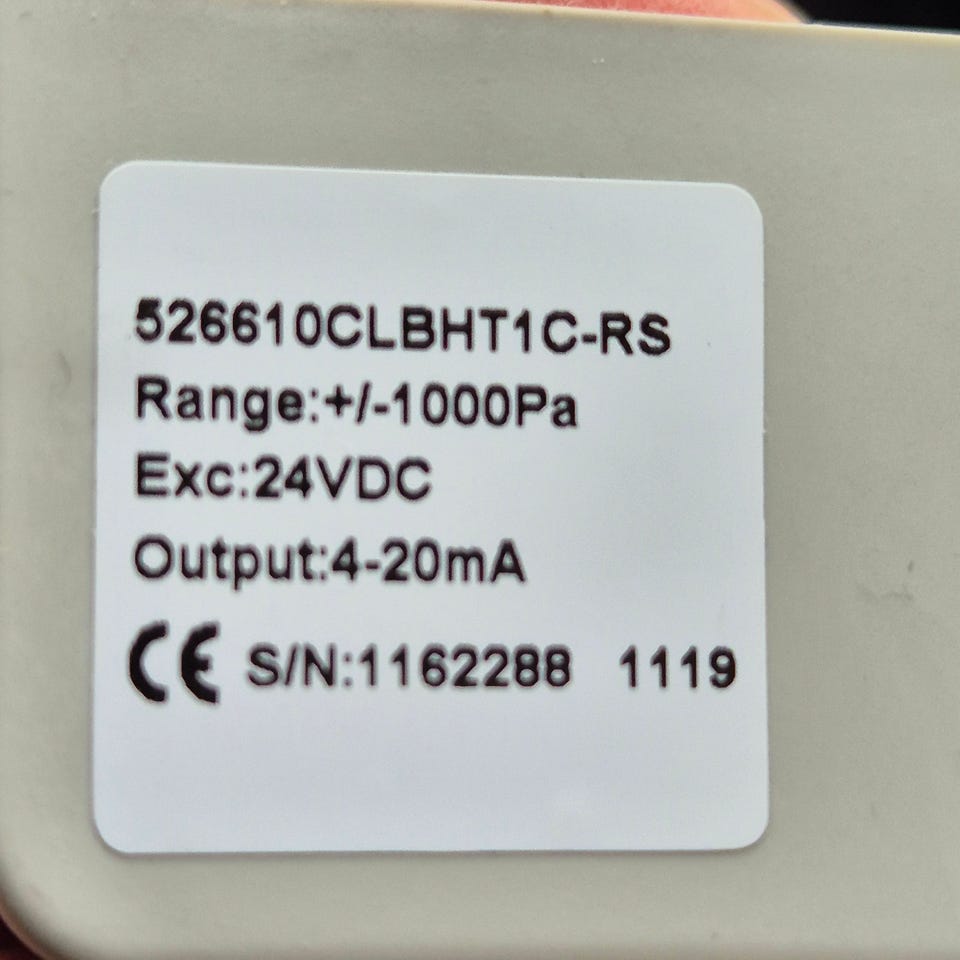 526610CLBHT1C-RS
Range:+/-1000Pa
Exc:24VDC
Output:4-20mA
CE S/N:1162288 1119